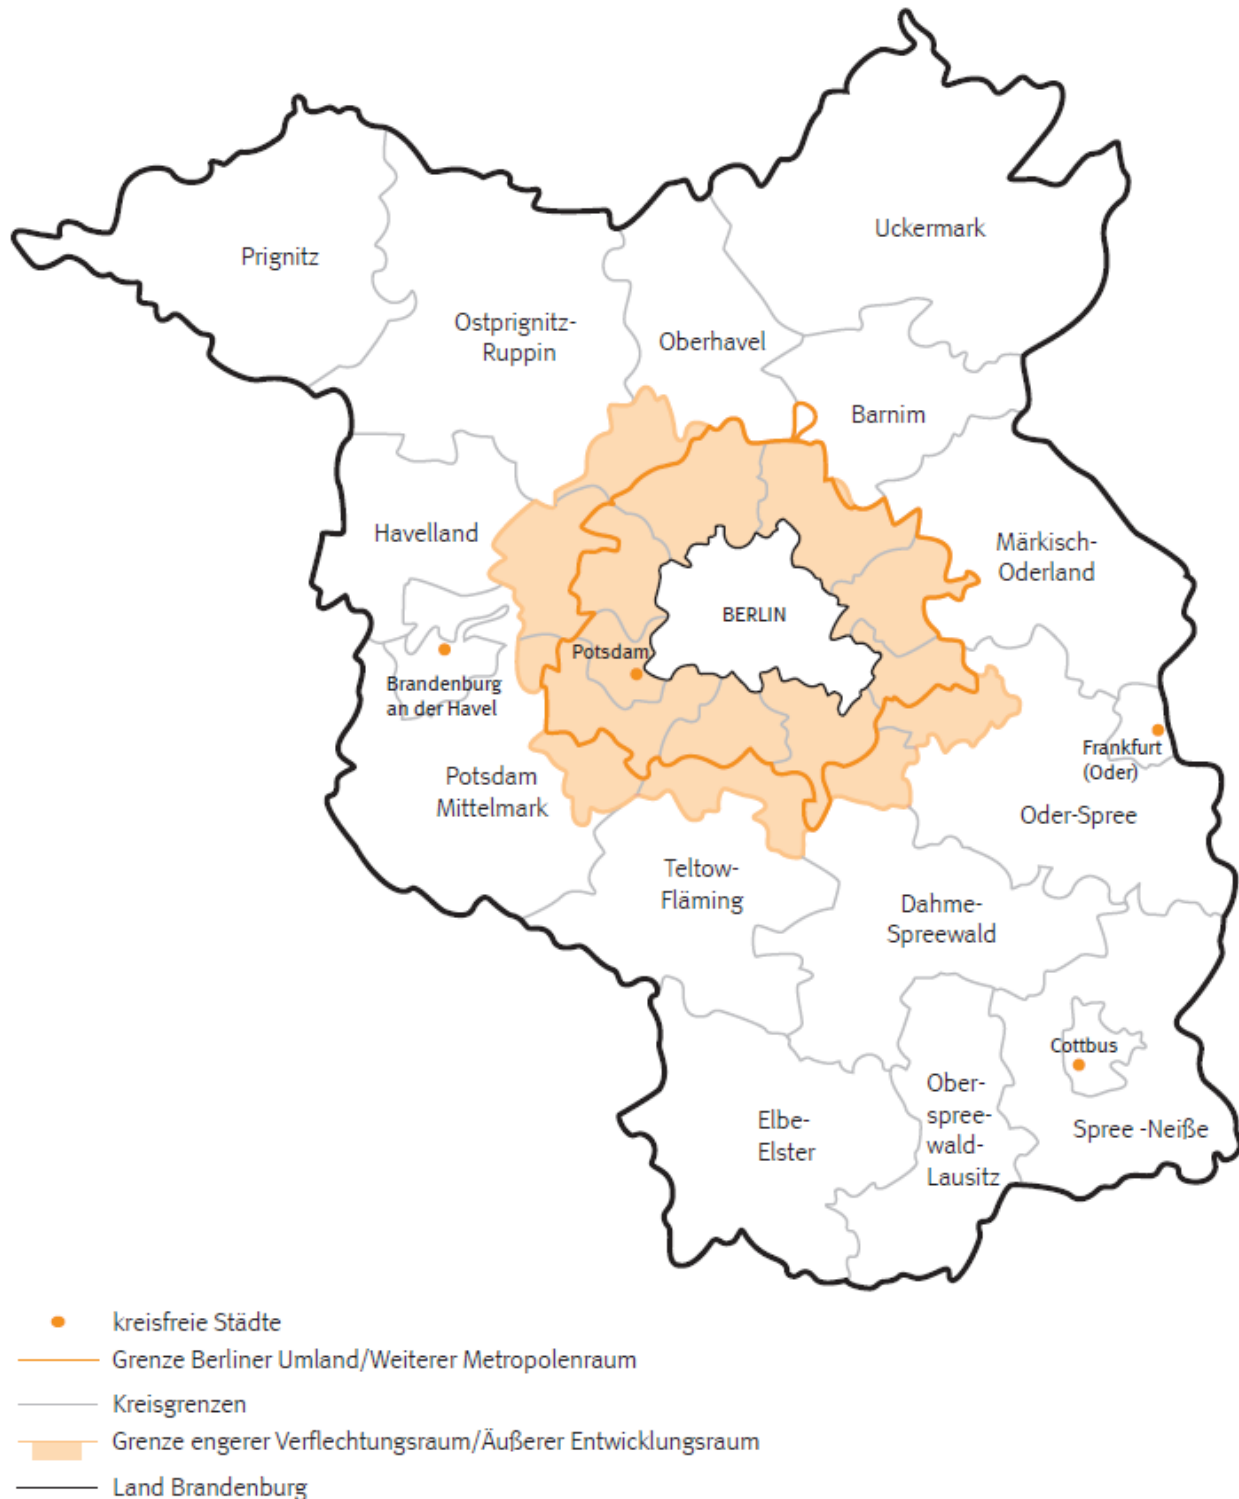 Uckermark
Prignitz
Ostprignitz-
Ruppin
Oberhavel
Barnim
Havelland
Märkisch-
Oderland
BERLIN
Potsdam
Brandenburg
an der Havel
Frankfurt
(Oder)
Potsdam
Mittelmark
Oder-Spree
Teltow-
Fläming
Dahme-
Spreewald
Cottbus
Ober-
spree-
wald-
Lausitz
Elbe-
Elster
Spree -Neiße
kreisfreie Städte
Grenze Berliner Umland/Weiterer Metropolenraum
Kreisgrenzen
Grenze engerer Verflechtungsraum/Äußerer Entwicklungsraum
Land Brandenburg